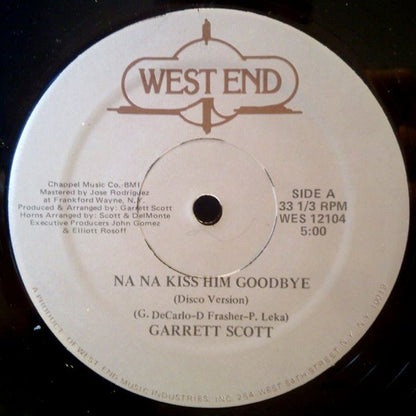 WEST END
Chappel Music Co.-BMI
Mastered by Jose Rodriguez
at Frankford Wayne, N.Y.
Produced & Arranged by: Garrett Scott
Horns Arranged by: Scott & DelMonte
Executive Producers John Gomez
& Elliott Rosoff
SIDE A
33 1/3 RPM
WES 12104
5:00
NA NA KISS HIM GOODBYE
(Disco Version)
(G. DeCarlo-D Frasher-P. Leka)
GARRETT SCOTT
A PRODUCT OF WEST END MUSIC INDUSTRIES, INC. 254 WEST 54TH STREET N.Y. N.Y. 10019